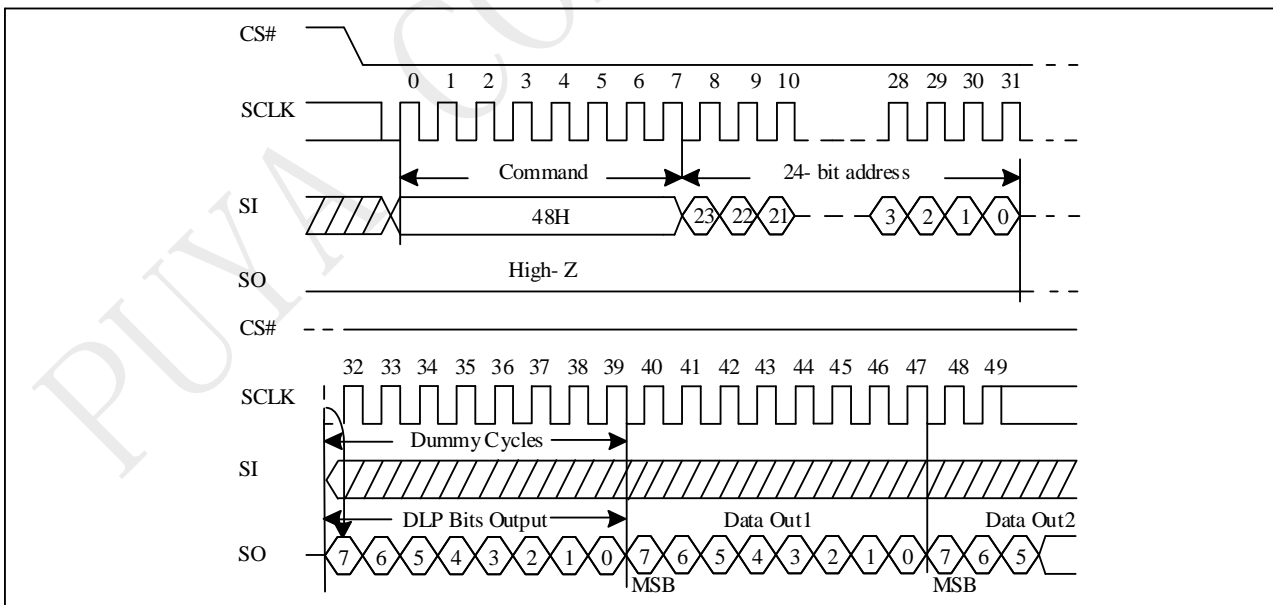 CS#
0 1 2 3 4 5 6 7 8 9 10 28 29 30 31
SCLK
Command 24- bit address
SI 48H 23 22 21 3 2 1 0
High- Z
SO
CS#
32 33 34 35 36 37 38 39 40 41 42 43 44 45 46 47 48 49
SCLK
Dummy Cycles
SI
DLP Bits Output Data Out1 Data Out2
SO 7 6 5 4 3 2 1 0 7 6 5 4 3 2 1 0 7 6 5
MSB MSB
PUYA CO